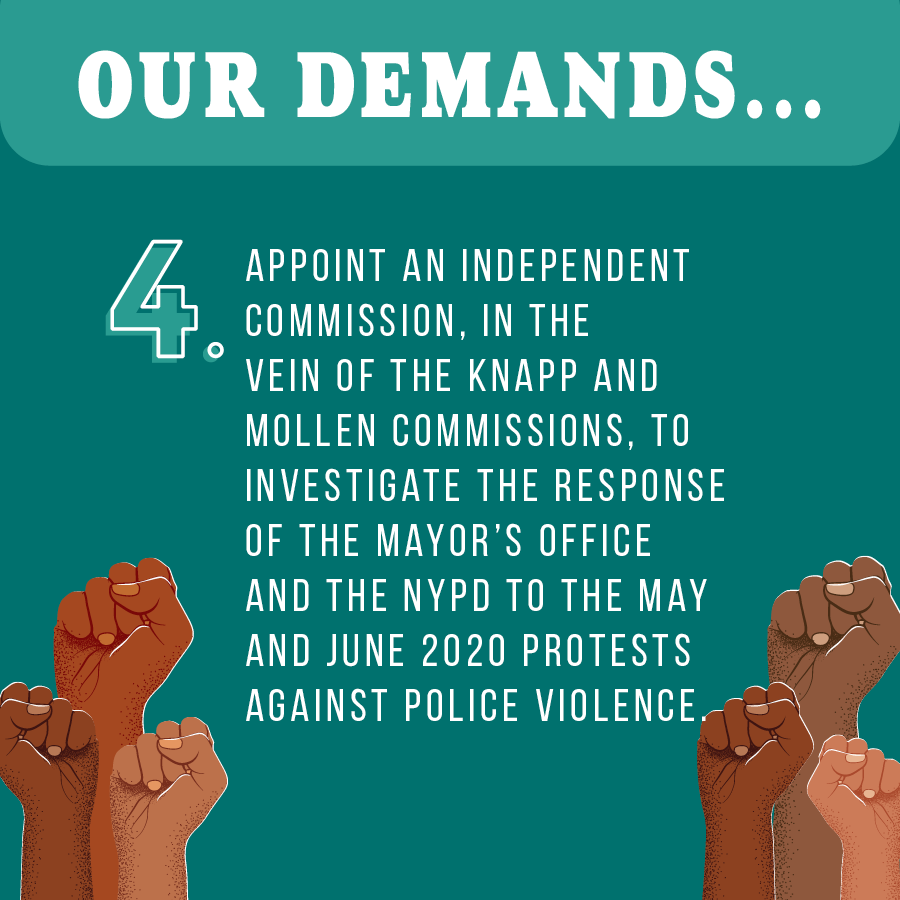 OUR DEMANDS...
4.
APPOINT AN INDEPENDENT
COMMISSION, IN THE
VEIN OF THE KNAPP AND
MOLLEN COMMISSIONS, TO
INVESTIGATE THE RESPONSE
OF THE MAYOR’S OFFICE
AND THE NYPD TO THE MAY
AND JUNE 2020 PROTESTS
AGAINST POLICE VIOLENCE.